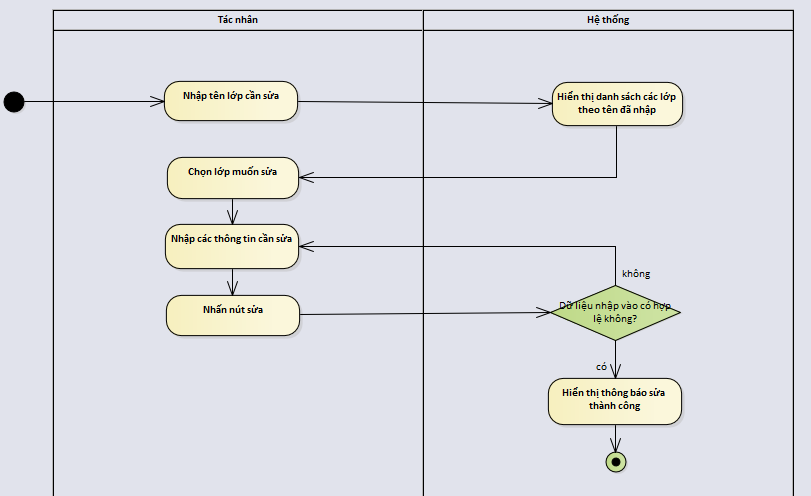 Tác nhân
Hệ thống
Nhập tên lớp cần sửa
Hiển thị danh sách các lớp
theo tên đã nhập
Chọn lớp muốn sửa
Nhập các thông tin cần sửa
không
Nhấn nút sửa
Dữ liệu nhập vào có hợp
lệ không?
có
Hiển thị thông báo sửa
thành công